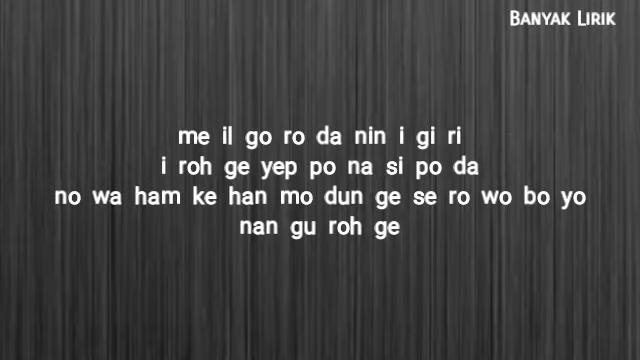 BANYAK LIRIK
me il go ro da nin i gi ri
i roh ge yep po na si po da
no wa ham ke han mo dun ge se ro wo bo yo
nan gu roh ge